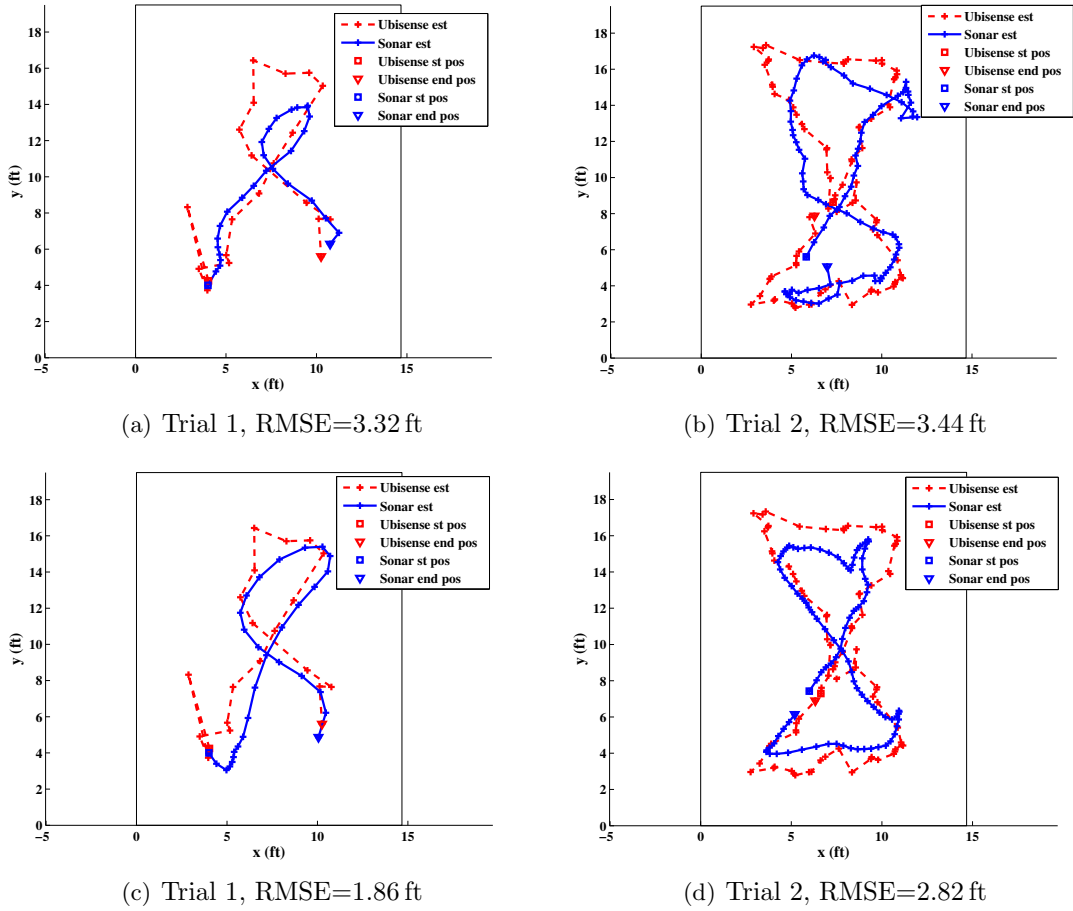 18
16
14
12
10
8
6
4
2
0
y (ft)
−5
0
5
10
15
x (ft)
Ubisense est
Sonar est
Ubisense st pos
Ubisense end pos
Sonar st pos
Sonar end pos
(a) Trial 1, RMSE=3.32 ft
18
16
14
12
10
8
6
4
2
0
y (ft)
−5
0
5
10
15
x (ft)
Ubisense est
Sonar est
Ubisense st pos
Ubisense end pos
Sonar st pos
Sonar end pos
(b) Trial 2, RMSE=3.44 ft
18
16
14
12
10
8
6
4
2
0
y (ft)
−5
0
5
10
15
x (ft)
Ubisense est
Sonar est
Ubisense st pos
Ubisense end pos
Sonar st pos
Sonar end pos
(c) Trial 1, RMSE=1.86 ft
18
16
14
12
10
8
6
4
2
0
y (ft)
−5
0
5
10
15
x (ft)
Ubisense est
Sonar est
Ubisense st pos
Ubisense end pos
Sonar st pos
Sonar end pos
(d) Trial 2, RMSE=2.82 ft